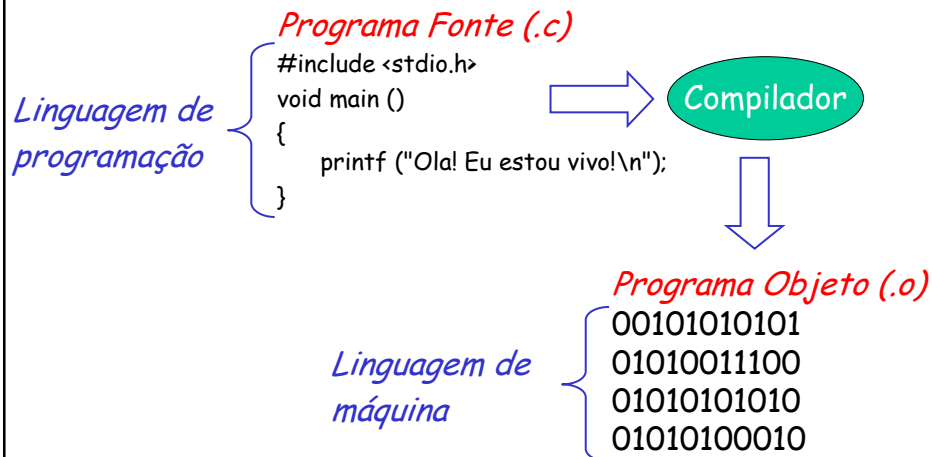 Programa Fonte (.c)
#include <stdio.h>
void main ()
{
printf ("Ola! Eu estou vivo!\n");
}
Linguagem de
programação
Compilador
Programa Objeto (.o)
00101010101
01010011100
01010101010
01010100010
Linguagem de
máquina